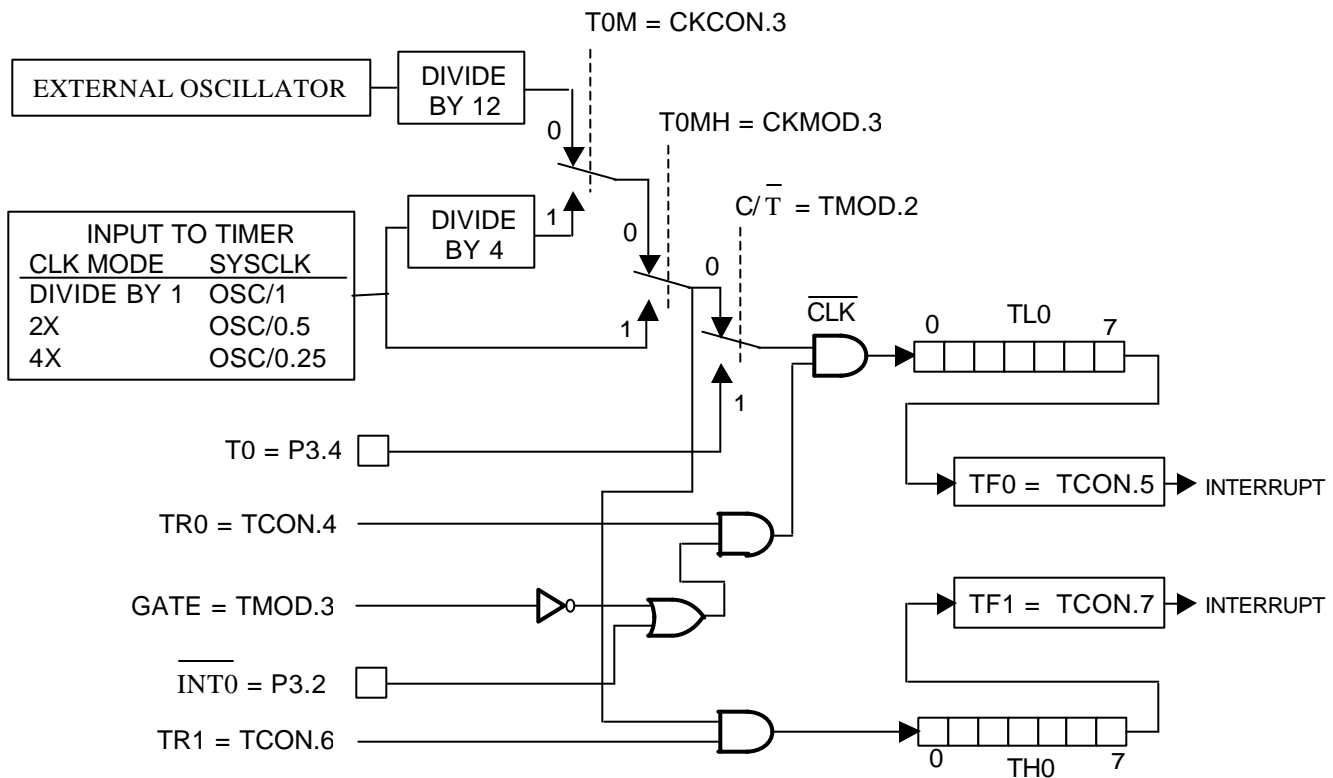 T0M = CKCON.3
EXTERNAL OSCILLATOR
DIVIDE
BY 12
0
T0MH = CKMOD.3
1
DIVIDE
BY 4
C/T̅ = TMOD.2
INPUT TO TIMER
CLK MODE SYSCLK
DIVIDE BY 1 OSC/1
2X OSC/0.5
4X OSC/0.25
0
1
0
1
C̅L̅K̅
0 TL0 7
T0 = P3.4
TF0 = TCON.5 INTERRUPT
TR0 = TCON.4
GATE = TMOD.3
TF1 = TCON.7 INTERRUPT
I̅N̅T̅0̅ = P3.2
TR1 = TCON.6
0 TH0 7